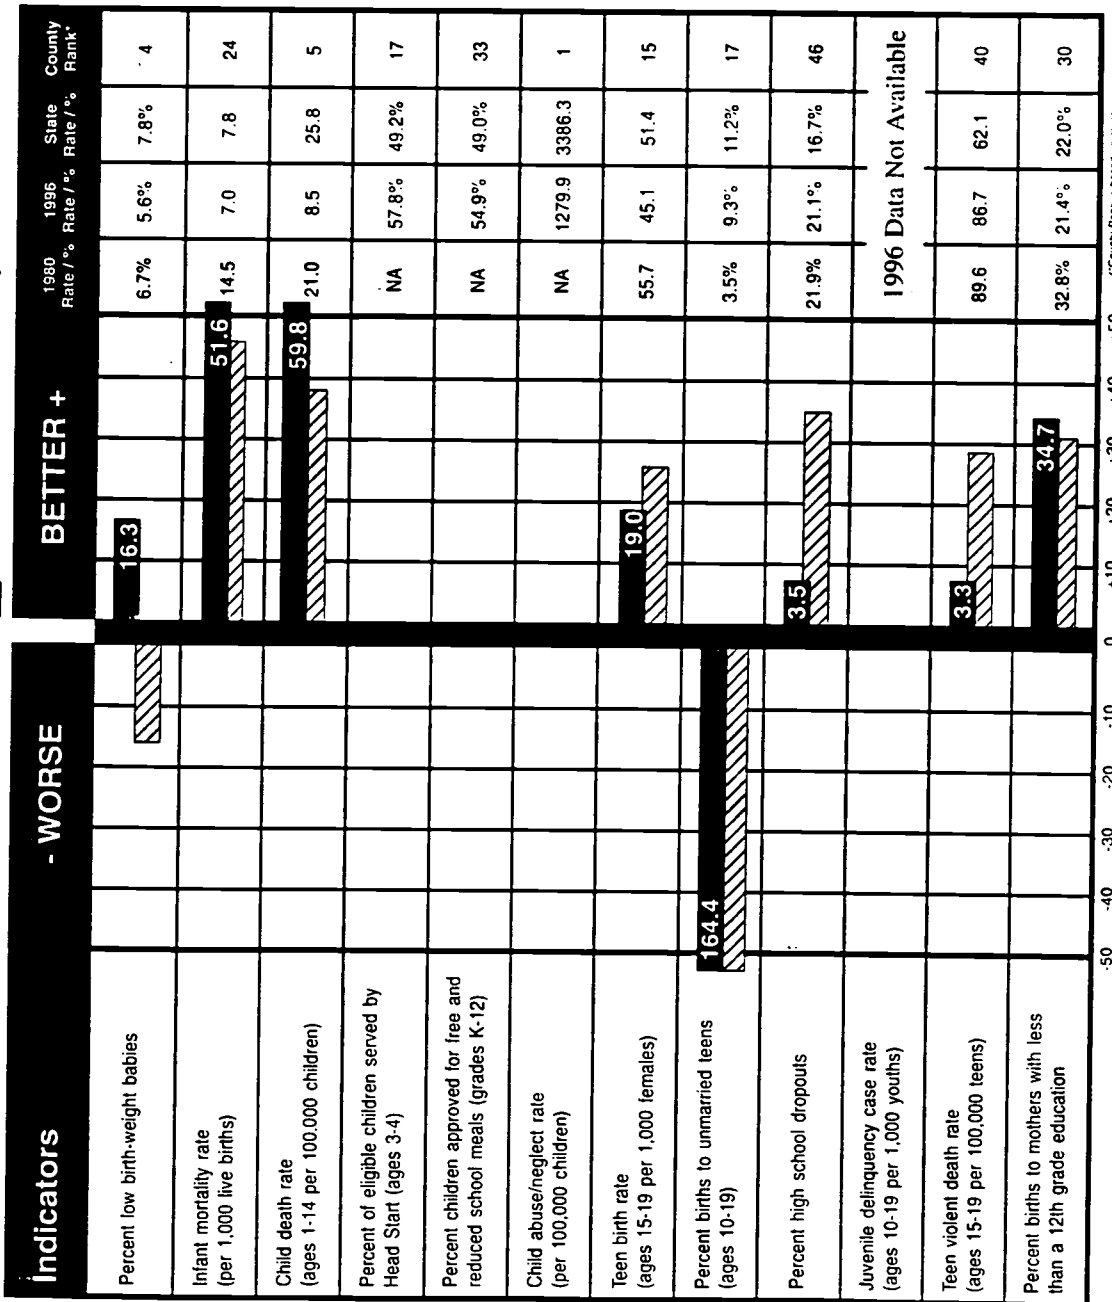 Indicators - WORSE BETTER + 1980 Rate / % 1996 Rate / % State Rate / % County Rank*
Percent low birth-weight babies 16.3 6.7% 5.6% 7.8% 4
Infant mortality rate
(per 1,000 live births) 51.6 14.5 7.0 7.8 24
Child death rate
(ages 1-14 per 100.000 children) 59.8 21.0 8.5 25.8 5
Percent of eligible children served by
Head Start (ages 3-4) NA 57.8% 49.2% 17
Percent children approved for free and
reduced school meals (grades K-12) NA 54.9% 49.0% 33
Child abuse/neglect rate
(per 100,000 children) NA 1279.9 3386.3 1
Teen birth rate
(ages 15-19 per 1,000 females) 19.0 55.7 45.1 51.4 15
Percent births to unmarried teens
(ages 10-19) 164.4 3.5% 9.3% 11.2% 17
Percent high school dropouts 3.5 21.9% 21.1% 16.7% 46
Juvenile delinquency case rate
(ages 10-19 per 1,000 youths) 1996 Data Not Available
Teen violent death rate
(ages 15-19 per 100,000 teens) 3.3 89.6 86.7 62.1 40
Percent births to mothers with less
than a 12th grade education 34.7 32.8% 21.4% 22.0% 30
-50 -40 -30 -20 -10 0 +10 +20 +30 +40 +50